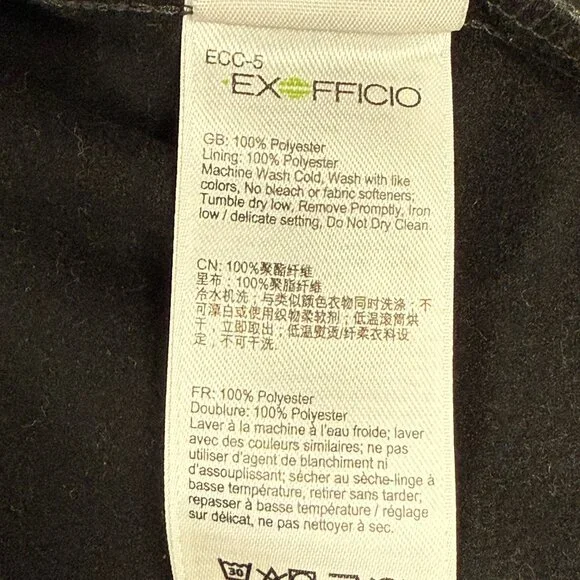 ECC-5
EXOFFICIO
GB: 100% Polyester
Lining: 100% Polyester
Machine Wash Cold, Wash with like
colors, No bleach or fabric softeners;
Tumble dry low, Remove Promptly, Iron
low / delicate setting, Do Not Dry Clean.
CN: 100%聚酯纤维
里布：100%聚脂纤维
冷水机洗；与类似颜色衣物同时洗涤；不
可漂白或使用织物柔软剂；低温滚筒烘
干，立即取出；低温熨烫/纤柔衣料设
定，不可干洗.
FR: 100% Polyester
Doublure: 100% Polyester
Laver à la machine à l'eau froide; laver
avec des couleurs similaires; ne pas
utiliser d'agent de blanchiment ni
d'assouplissant; sécher au sèche-linge à
basse température, retirer sans tarder;
repasser à basse température / réglage
sur délicat, ne pas nettoyer à sec.
30